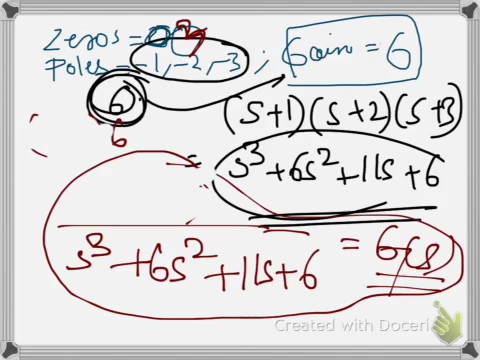 Zeros =
Poles = -1, -2, -3 ; Gain = 6
6
6
(s+1)(s+2)(s+3)
= s³+6s²+11s+6
s³+6s²+11s+6 = G(s)
Created with Doceri